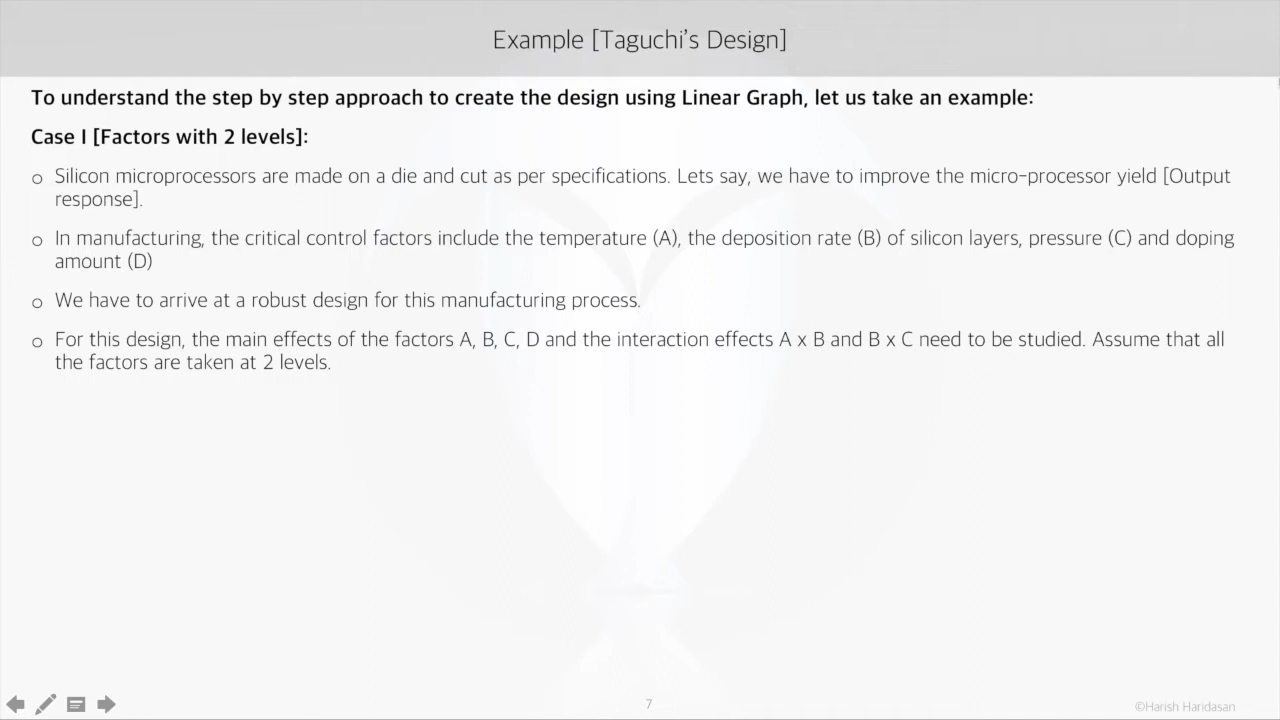 Example [Taguchi’s Design]
To understand the step by step approach to create the design using Linear Graph, let us take an example:
Case I [Factors with 2 levels]:
o Silicon microprocessors are made on a die and cut as per specifications. Lets say, we have to improve the micro-processor yield [Output
response].
o In manufacturing, the critical control factors include the temperature (A), the deposition rate (B) of silicon layers, pressure (C) and doping
amount (D)
o We have to arrive at a robust design for this manufacturing process.
o For this design, the main effects of the factors A, B, C, D and the interaction effects A x B and B x C need to be studied. Assume that all
the factors are taken at 2 levels.
7
©Harish Haridasan